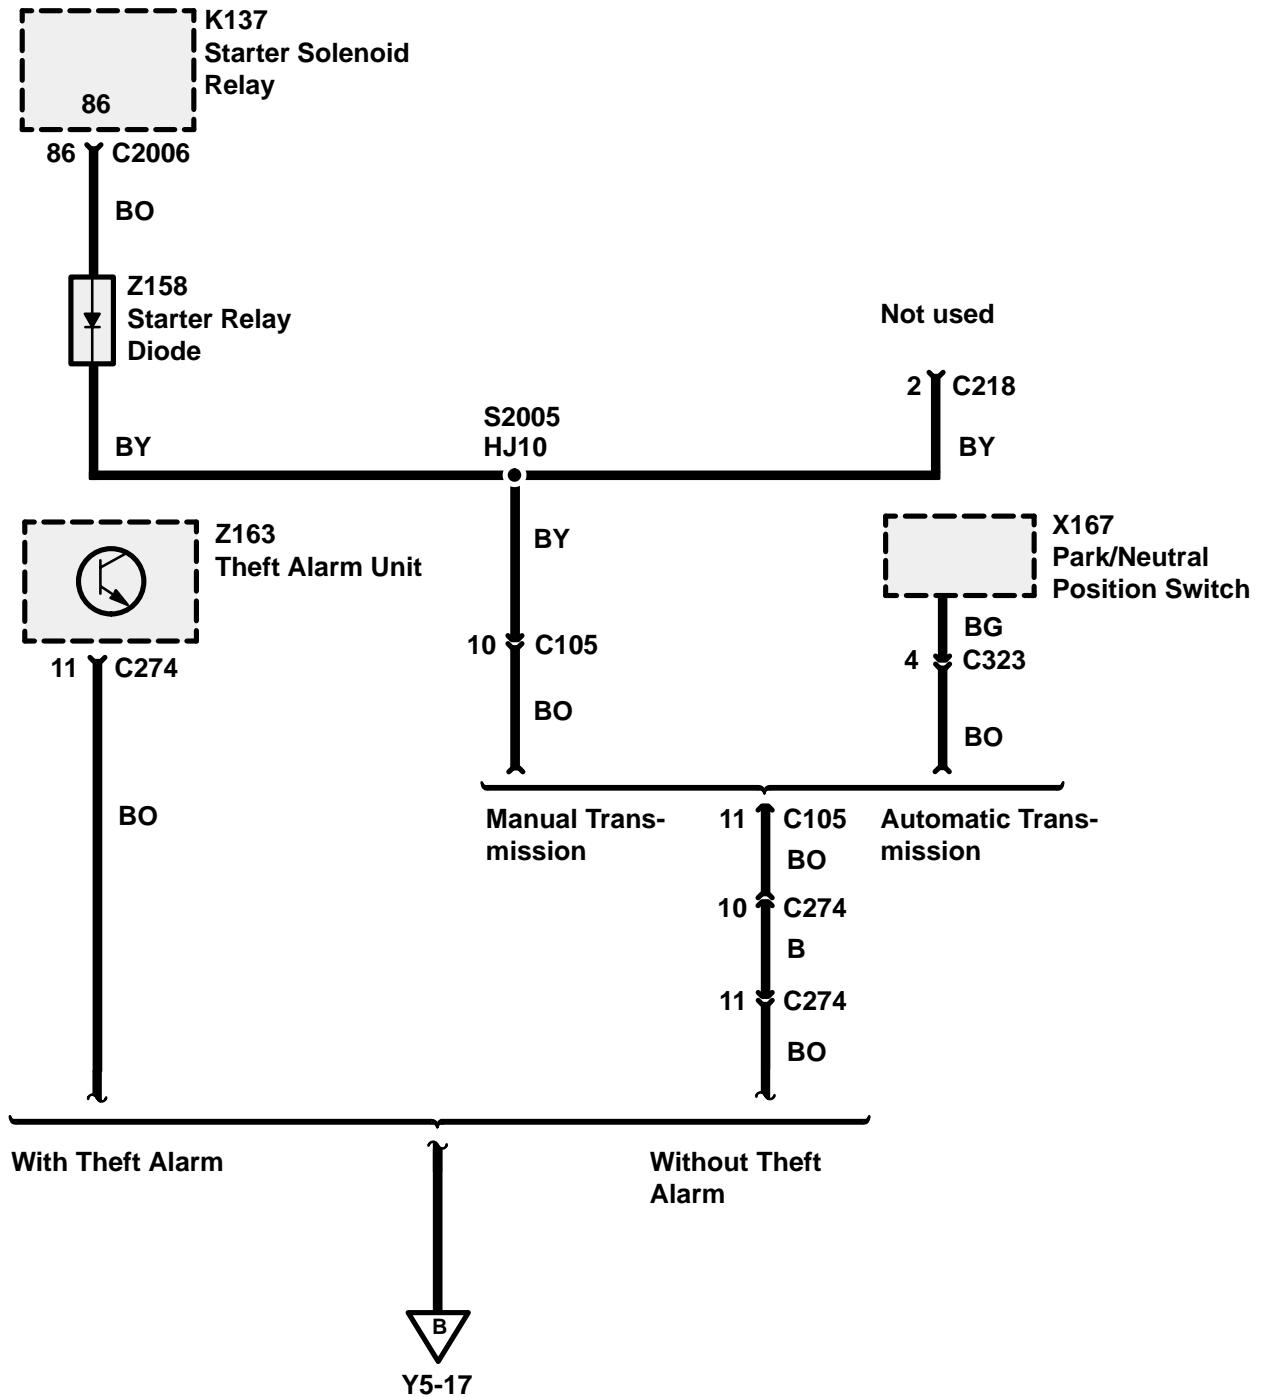 K137
Starter Solenoid
Relay
86
86 C2006
BO
Z158
Starter Relay
Diode
Not used
2 C218
S2005
HJ10
BY
BY
Z163
Theft Alarm Unit
BY
X167
Park/Neutral
Position Switch
BG
10 C105
4 C323
11 C274
BO
BO
BO
Manual Trans-
mission
11 C105
Automatic Trans-
mission
BO
10 C274
B
11 C274
BO
With Theft Alarm
Without Theft
Alarm
B
Y5-17